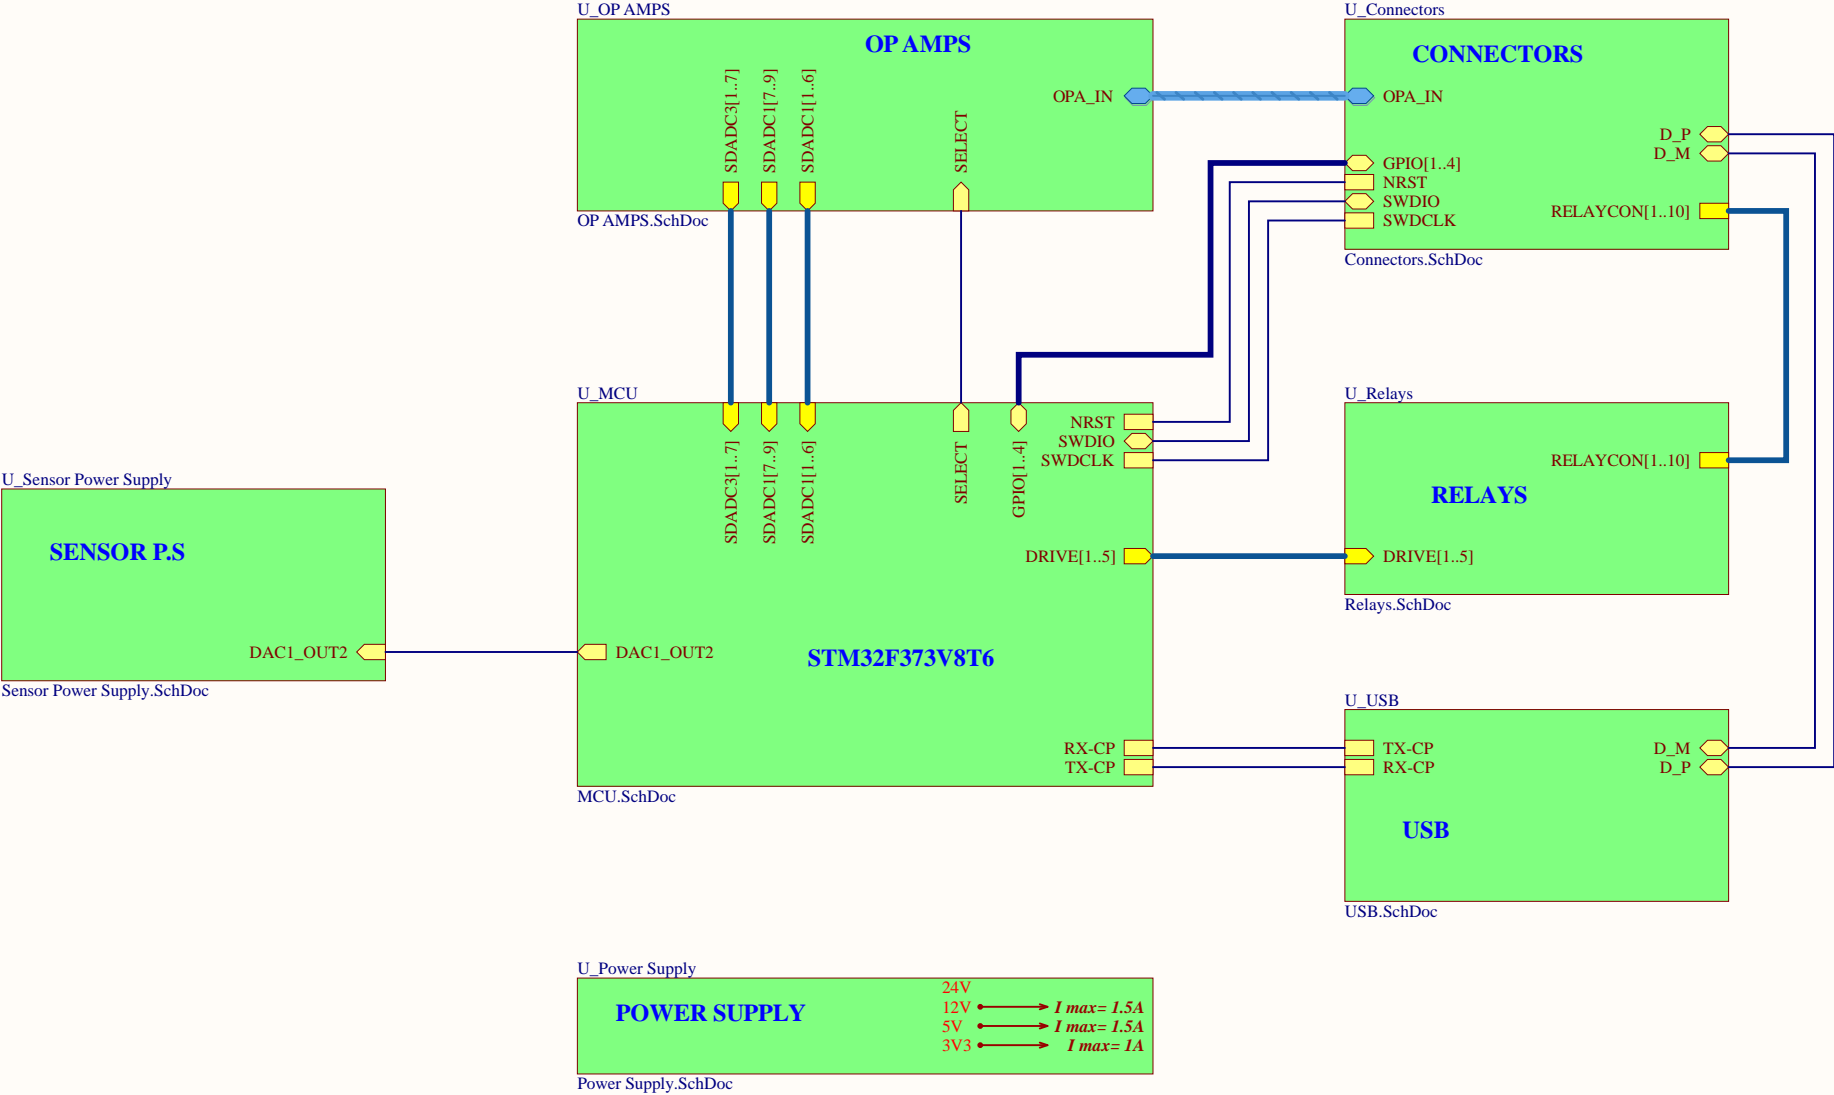 U_OP AMPS
OP AMPS
SDADC3[1..7]
SDADC1[7..9]
SDADC1[1..6]
SELECT
OPA_IN
OP AMPS.SchDoc
U_Connectors
CONNECTORS
OPA_IN
D_P
D_M
GPIO[1..4]
NRST
SWDIO
SWDCLK
RELAYCON[1..10]
Connectors.SchDoc
U_MCU
NRST
SWDIO
SWDCLK
SDADC3[1..7]
SDADC1[7..9]
SDADC1[1..6]
SELECT
GPIO[1..4]
DRIVE[1..5]
DAC1_OUT2
STM32F373V8T6
RX-CP
TX-CP
MCU.SchDoc
U_Relays
RELAYCON[1..10]
RELAYS
DRIVE[1..5]
Relays.SchDoc
U_Sensor Power Supply
SENSOR P.S
DAC1_OUT2
Sensor Power Supply.SchDoc
U_USB
TX-CP
RX-CP
D_M
D_P
USB
USB.SchDoc
U_Power Supply
POWER SUPPLY
24V
12V I max= 1.5A
5V I max= 1.5A
3V3 I max= 1A
Power Supply.SchDoc